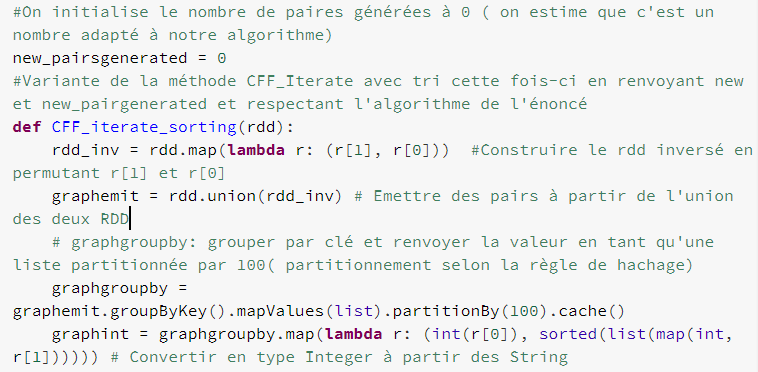 #On initialise le nombre de paires générées à 0 ( on estime que c'est un
nombre adapté à notre algorithme)
new_pairsgenerated = 0
#Variante de la méthode CFF_Iterate avec tri cette fois-ci en renvoyant new
et new_pairgenerated et respectant l'algorithme de l'énoncé
def CFF_iterate_sorting(rdd):
    rdd_inv = rdd.map(lambda r: (r[1], r[0]))  #Construire le rdd inversé en
permutant r[1] et r[0]
    graphemit = rdd.union(rdd_inv) # Emettre des pairs à partir de l'union
des deux RDD
    # graphgroupby: grouper par clé et renvoyer la valeur en tant qu'une
liste partitionnée par 100( partitionnement selon la règle de hachage)
    graphgroupby =
graphemit.groupByKey().mapValues(list).partitionBy(100).cache()
    graphint = graphgroupby.map(lambda r: (int(r[0]), sorted(list(map(int,
r[1]))))) # Convertir en type Integer à partir des String